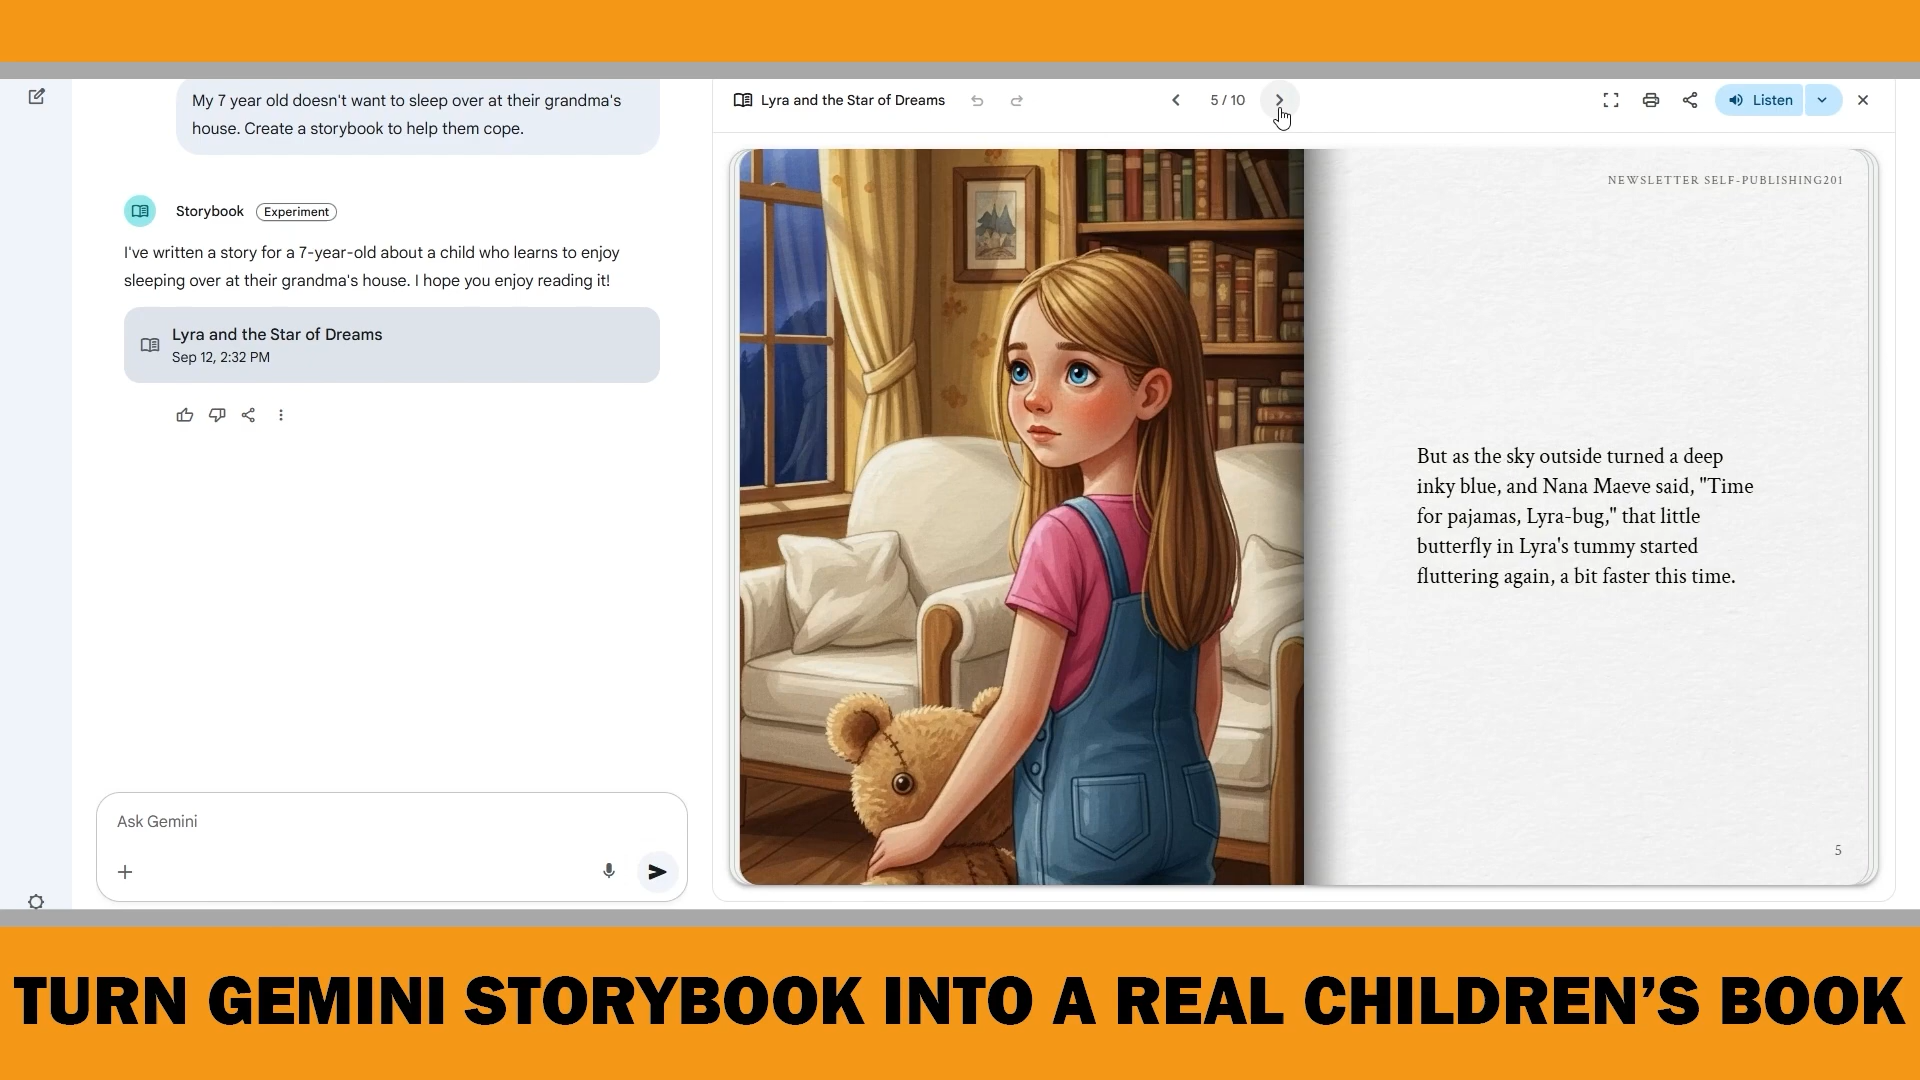 My 7 year old doesn't want to sleep over at their grandma's
house. Create a storybook to help them cope.
Storybook Experiment
I've written a story for a 7-year-old about a child who learns to enjoy
sleeping over at their grandma's house. I hope you enjoy reading it!
Lyra and the Star of Dreams
Sep 12, 2:32 PM
Ask Gemini
Lyra and the Star of Dreams
5 / 10
Listen
NEWSLETTER SELF-PUBLISHING201
But as the sky outside turned a deep
inky blue, and Nana Maeve said, "Time
for pajamas, Lyra-bug," that little
butterfly in Lyra's tummy started
fluttering again, a bit faster this time.
5
TURN GEMINI STORYBOOK INTO A REAL CHILDREN’S BOOK